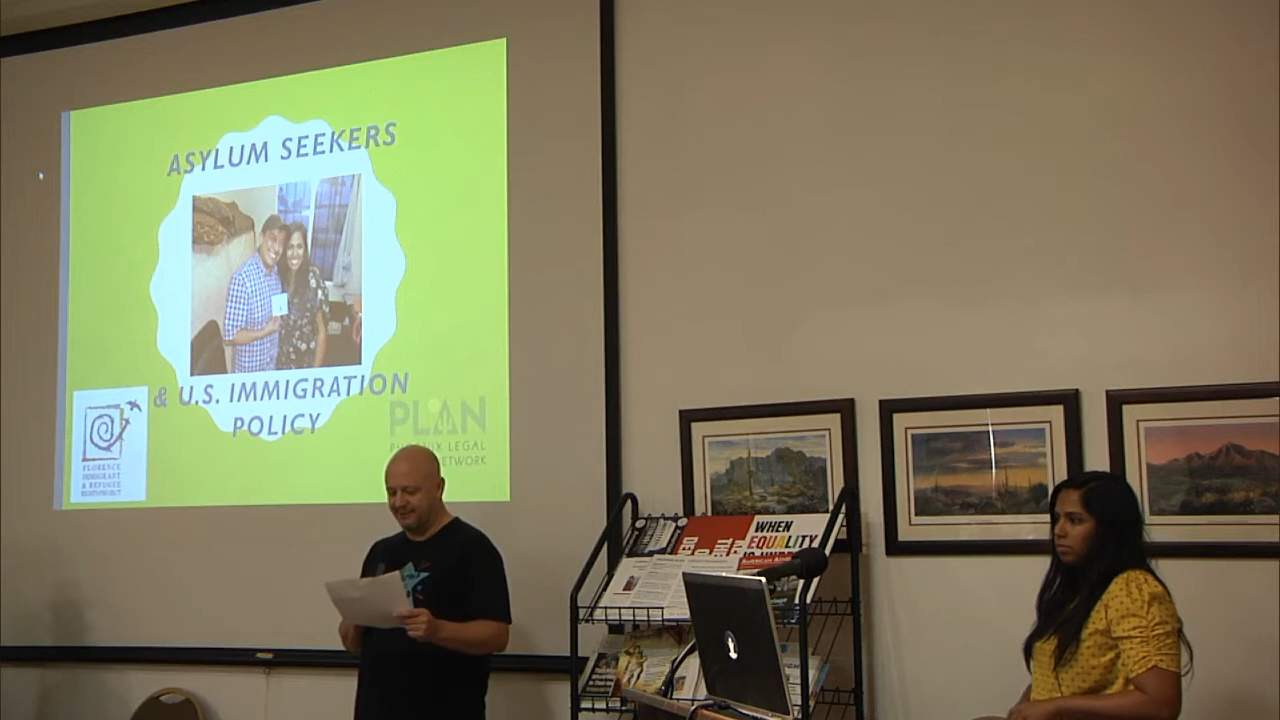 ASYLUM SEEKERS
& U.S. IMMIGRATION
POLICY
PLAN
PHOENIX LEGAL
NETWORK
FLORENCE
IMMIGRANT
& REFUGEE
RIGHTS PROJECT
WHEN
EQUALITY